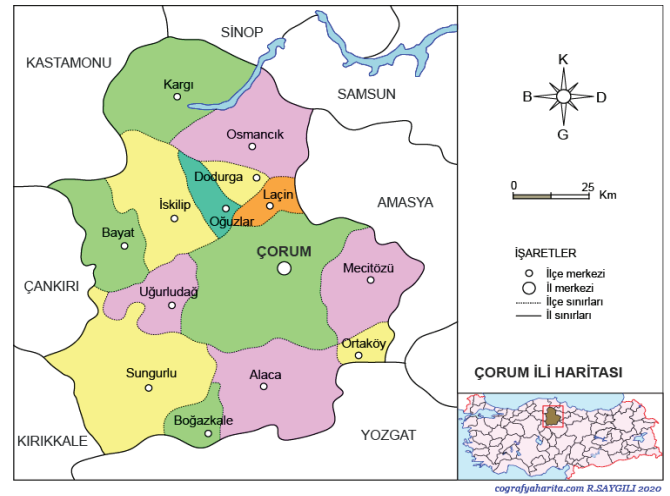 SİNOP
KASTAMONU
Kargı
SAMSUN
Osmancık
Dodurga
Laçin
İskilip
Oğuzlar
AMASYA
Bayat
ÇORUM
Mecitözü
ÇANKIRI
Uğurludağ
Ortaköy
Sungurlu
Alaca
Boğazkale
KIRIKKALE
YOZGAT
K
B
D
G
0
25
Km
İŞARETLER
İlçe merkezi
İl merkezi
İlçe sınırları
İl sınırları
ÇORUM İLİ HARİTASI
cografyaharita.com R.SAYGILI 2020